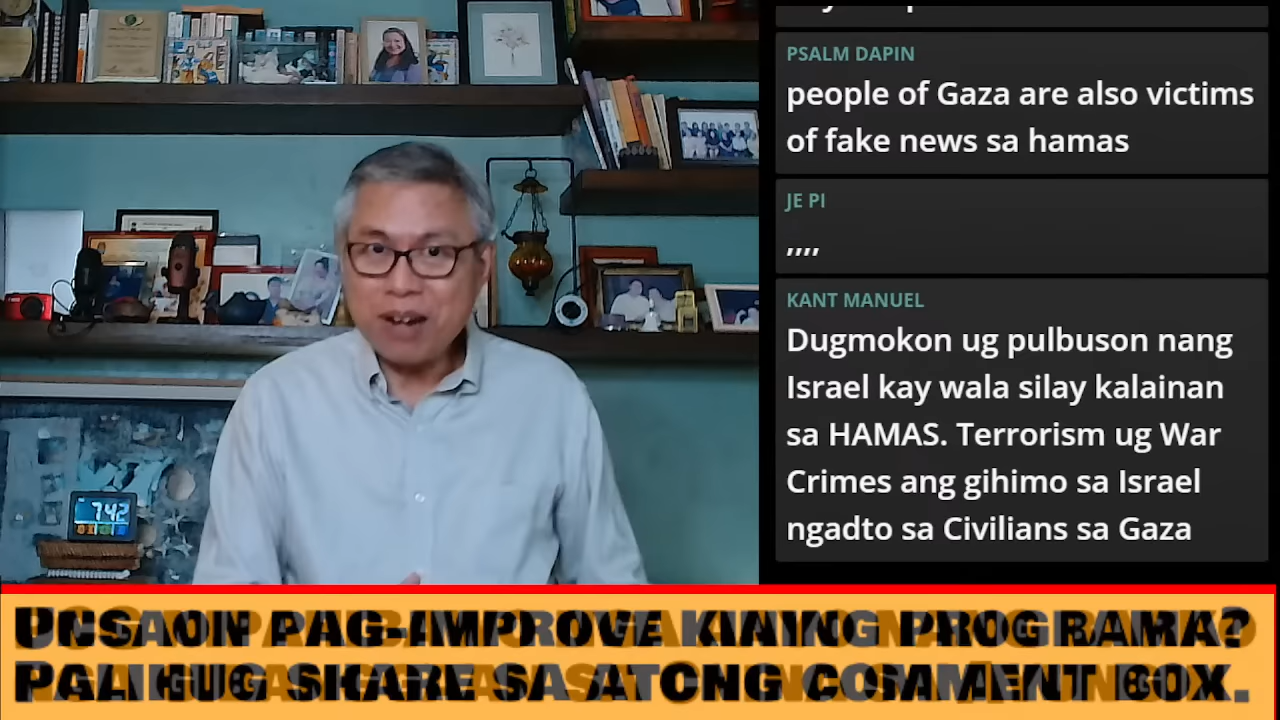 PSALM DAPIN
people of Gaza are also victims
of fake news sa hamas
JE PI
,,,,
KANT MANUEL
Dugmokon ug pulbuson nang
Israel kay wala silay kalainan
sa HAMAS. Terrorism ug War
Crimes ang gihimo sa Israel
ngadto sa Civilians sa Gaza
7:42
UNSAON PAG-IMPROVE KINING PROGRAMA?
PALIHUG SHARE SA ATONG COMMENT BOX.